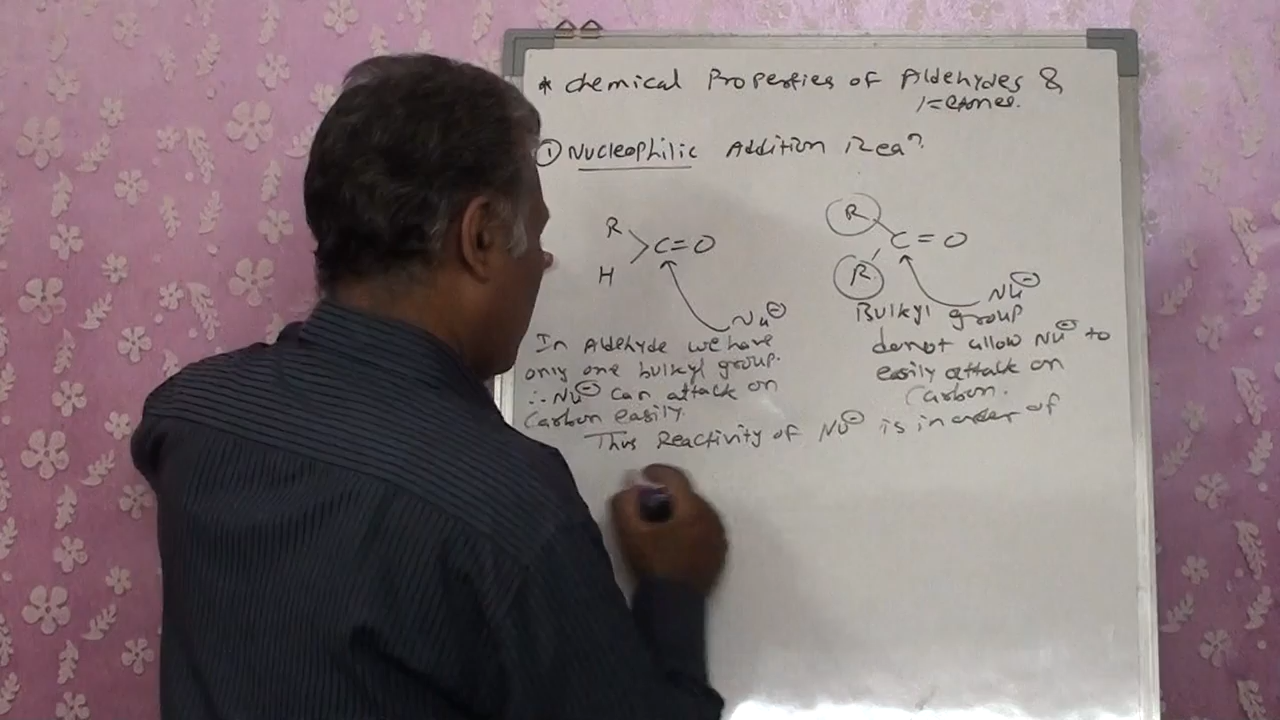 * Chemical Properties of Aldehydes &
Ketones.
① Nucleophilic Addition Reaⁿ.
R
H
C=O
Nu⊖
R
R
C=O
Nu⊖
In Aldehyde we have
only one bulkyl group.
∴ Nu⊖ can attack on
Carbon easily.
Bulkyl group
donot allow Nu⊖ to
easily attack on
Carbon.
Thus Reactivity of Nu⊖ is in order of